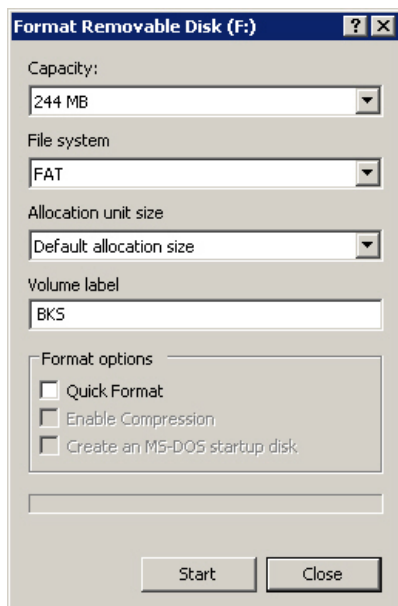 Format Removable Disk (F:)
Capacity:
244 MB
File system
FAT
Allocation unit size
Default allocation size
Volume label
BKS
Format options
Quick Format
Enable Compression
Create an MS-DOS startup disk
Start Close